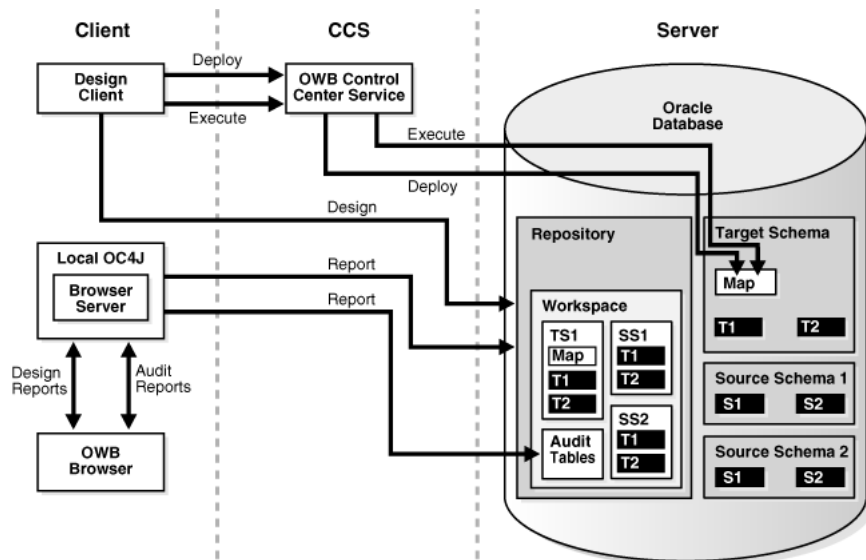 Client
CCS
Server
Design
Client
Deploy
Execute
OWB Control
Center Service
Oracle
Database
Execute
Deploy
Design
Local OC4J
Browser
Server
Report
Report
Design
Reports
Audit
Reports
OWB
Browser
Repository
Workspace
TS1
Map
T1
T2
SS1
T1
T2
Audit
Tables
SS2
T1
T2
Target Schema
Map
T1
T2
Source Schema 1
S1
S2
Source Schema 2
S1
S2